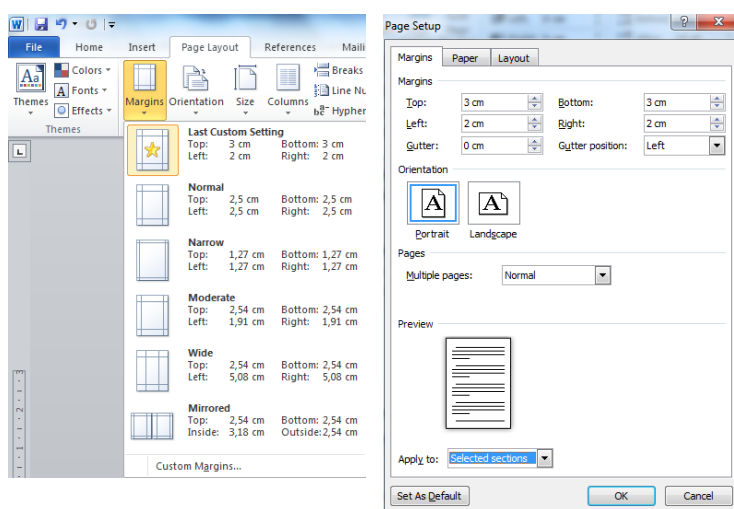 W
File Home Insert Page Layout References Maili
Aa Colors Breaks
A Fonts Line Nu
Themes Effects Margins Orientation Size Columns Hypher
Themes
L
Last Custom Setting
Top: 3 cm Bottom: 3 cm
Left: 2 cm Right: 2 cm
Normal
Top: 2,5 cm Bottom: 2,5 cm
Left: 2,5 cm Right: 2,5 cm
Narrow
Top: 1,27 cm Bottom: 1,27 cm
Left: 1,27 cm Right: 1,27 cm
Moderate
Top: 2,54 cm Bottom: 2,54 cm
Left: 1,91 cm Right: 1,91 cm
Wide
Top: 2,54 cm Bottom: 2,54 cm
Left: 5,08 cm Right: 5,08 cm
Mirrored
Top: 2,54 cm Bottom: 2,54 cm
Inside: 3,18 cm Outside: 2,54 cm
Custom Margins...
3
2
1
Page Setup
Margins Paper Layout
Margins
Top: 3 cm Bottom: 3 cm
Left: 2 cm Right: 2 cm
Gutter: 0 cm Gutter position: Left
Orientation
A A
Portrait Landscape
Pages
Multiple pages: Normal
Preview
Apply to: Selected sections
Set As Default OK Cancel